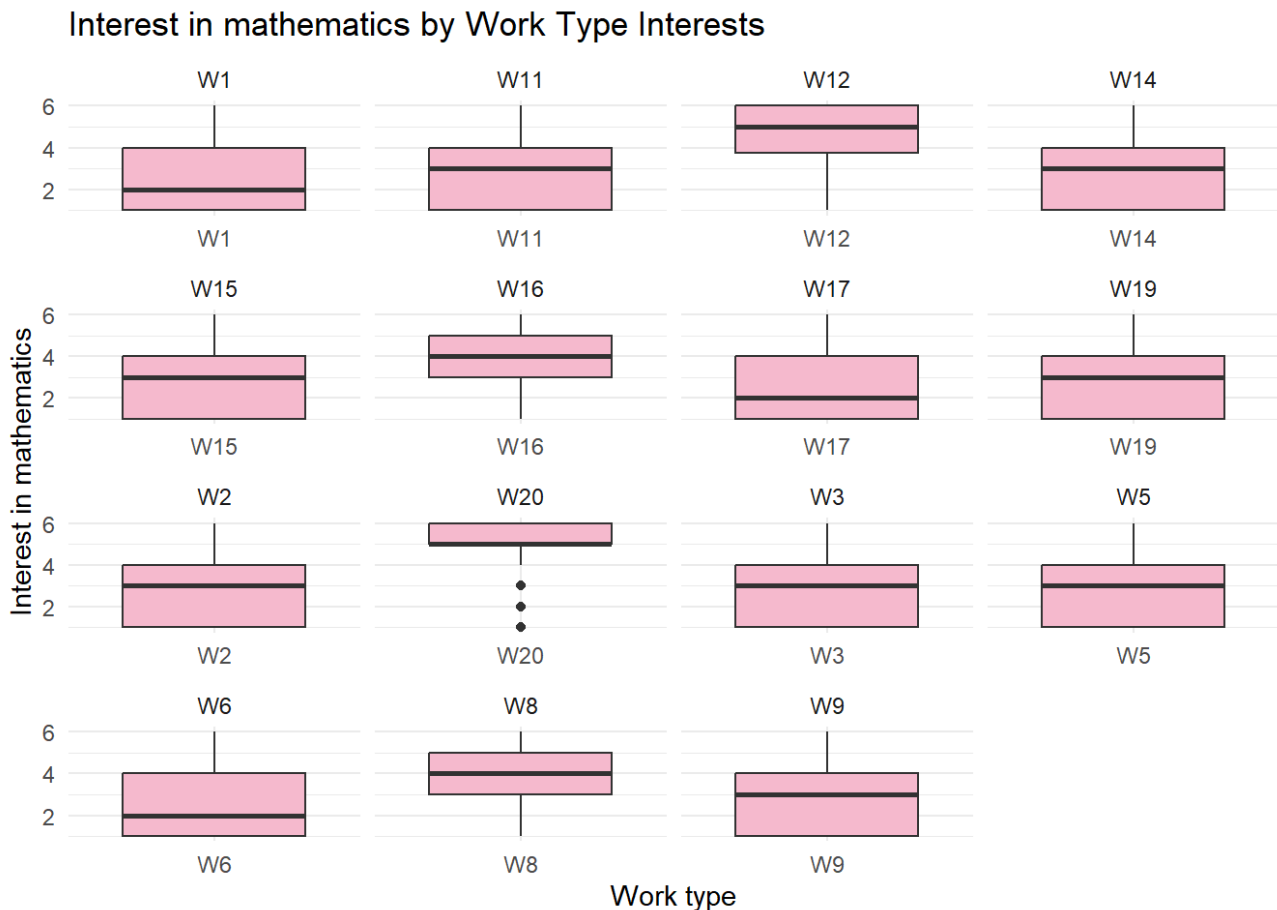 Interest in mathematics by Work Type Interests
W1 W11 W12 W14
6
4
2
W1 W11 W12 W14
W15 W16 W17 W19
6
4
2
W15 W16 W17 W19
Interest in mathematics
W2 W20 W3 W5
6
4
2
W2 W20 W3 W5
W6 W8 W9
6
4
2
W6 W8 W9
Work type